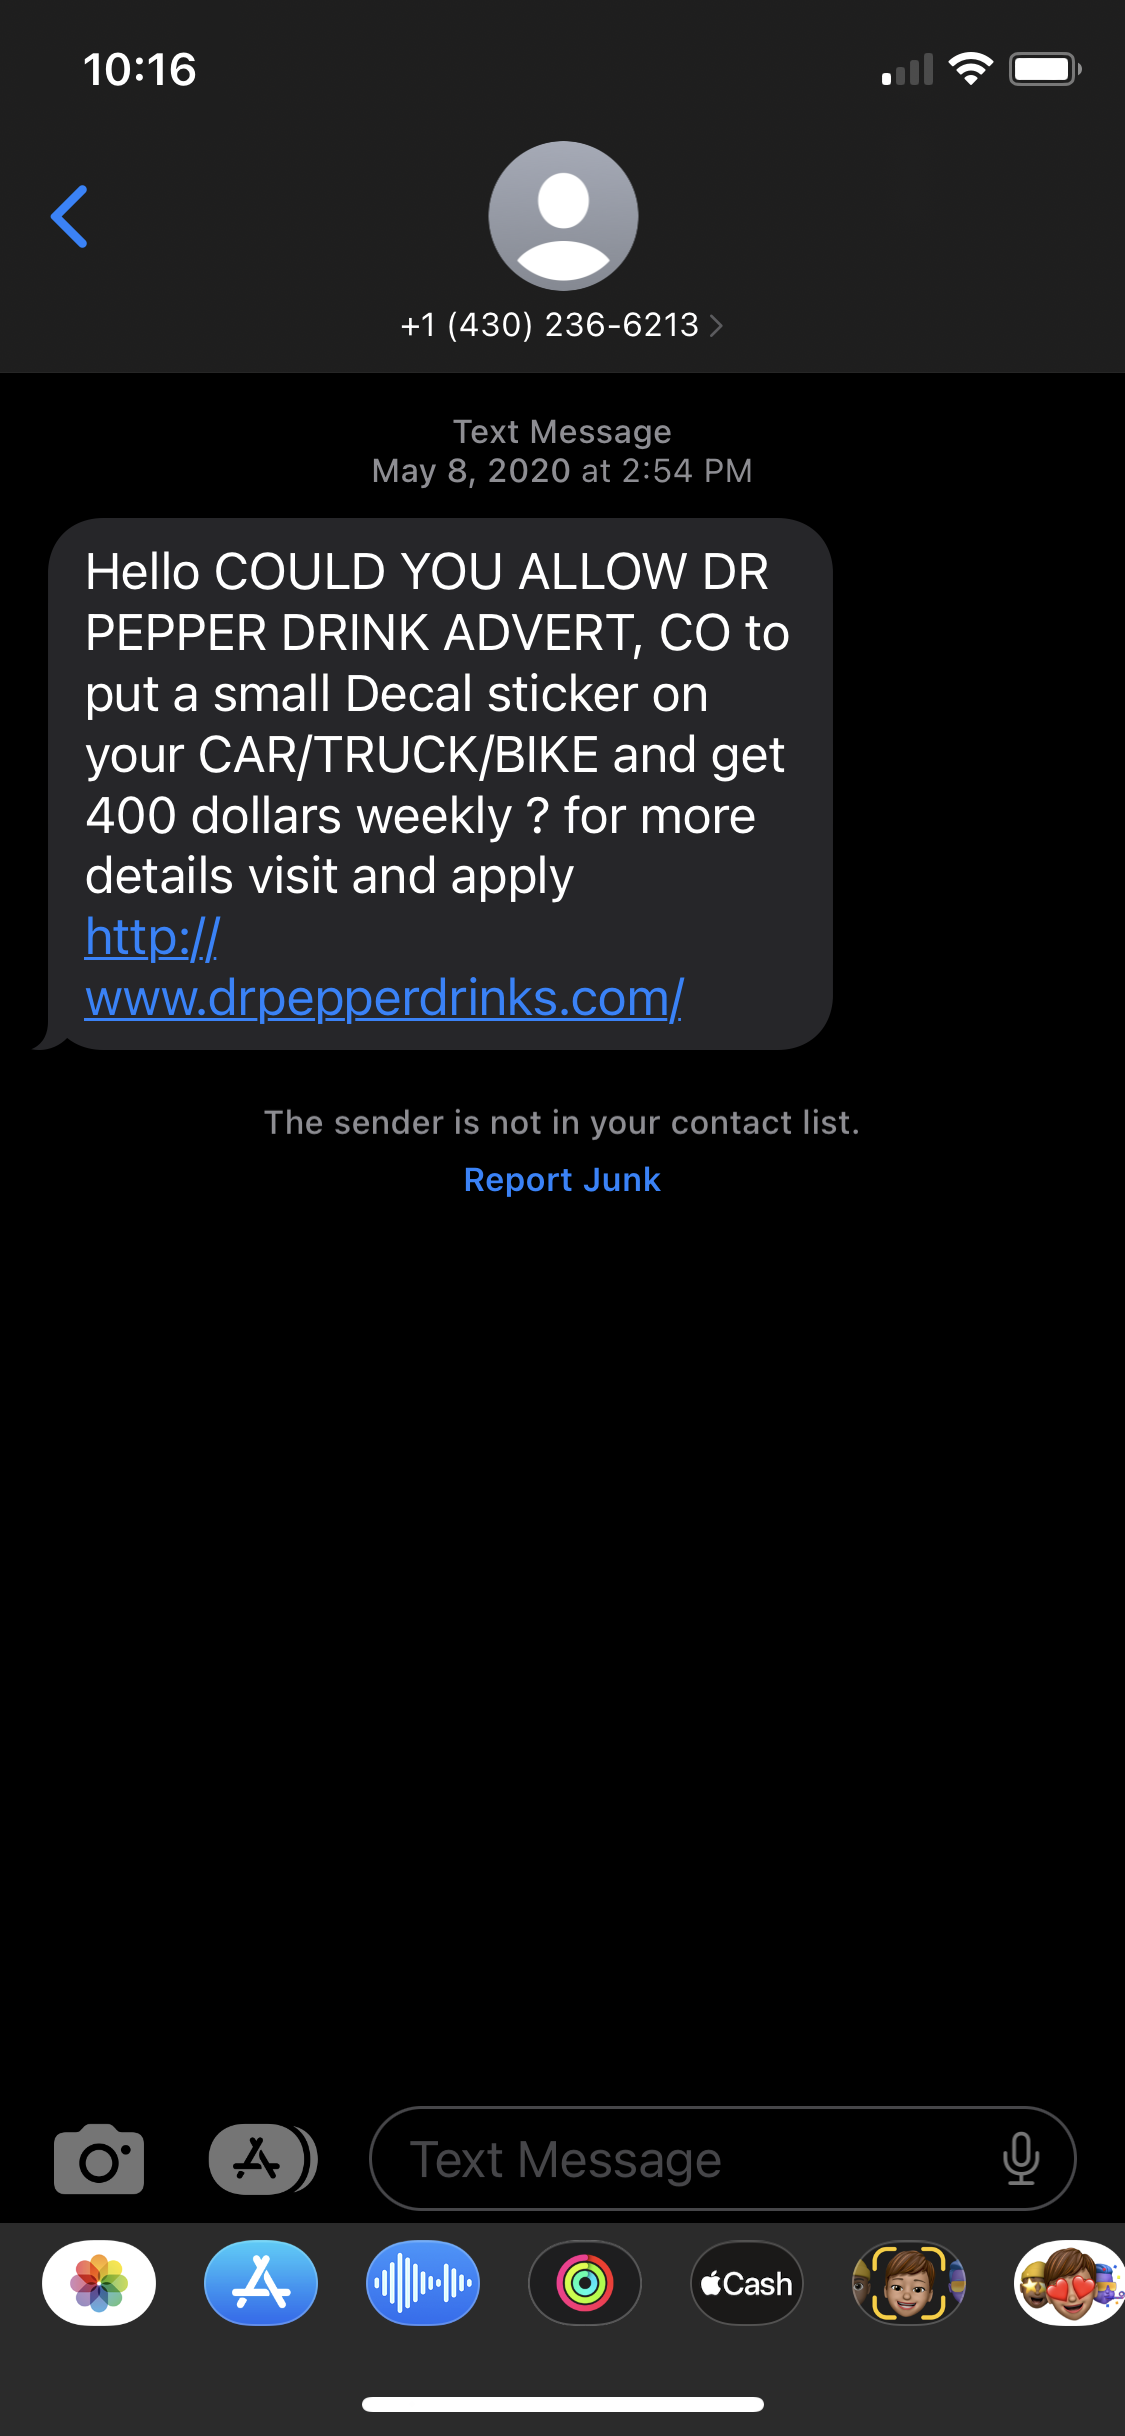 10:16
+1 (430) 236-6213
Text Message
May 8, 2020 at 2:54 PM
Hello COULD YOU ALLOW DR
PEPPER DRINK ADVERT, CO to
put a small Decal sticker on
your CAR/TRUCK/BIKE and get
400 dollars weekly ? for more
details visit and apply
http://
www.drpepperdrinks.com/
The sender is not in your contact list.
Report Junk
Text Message
Cash